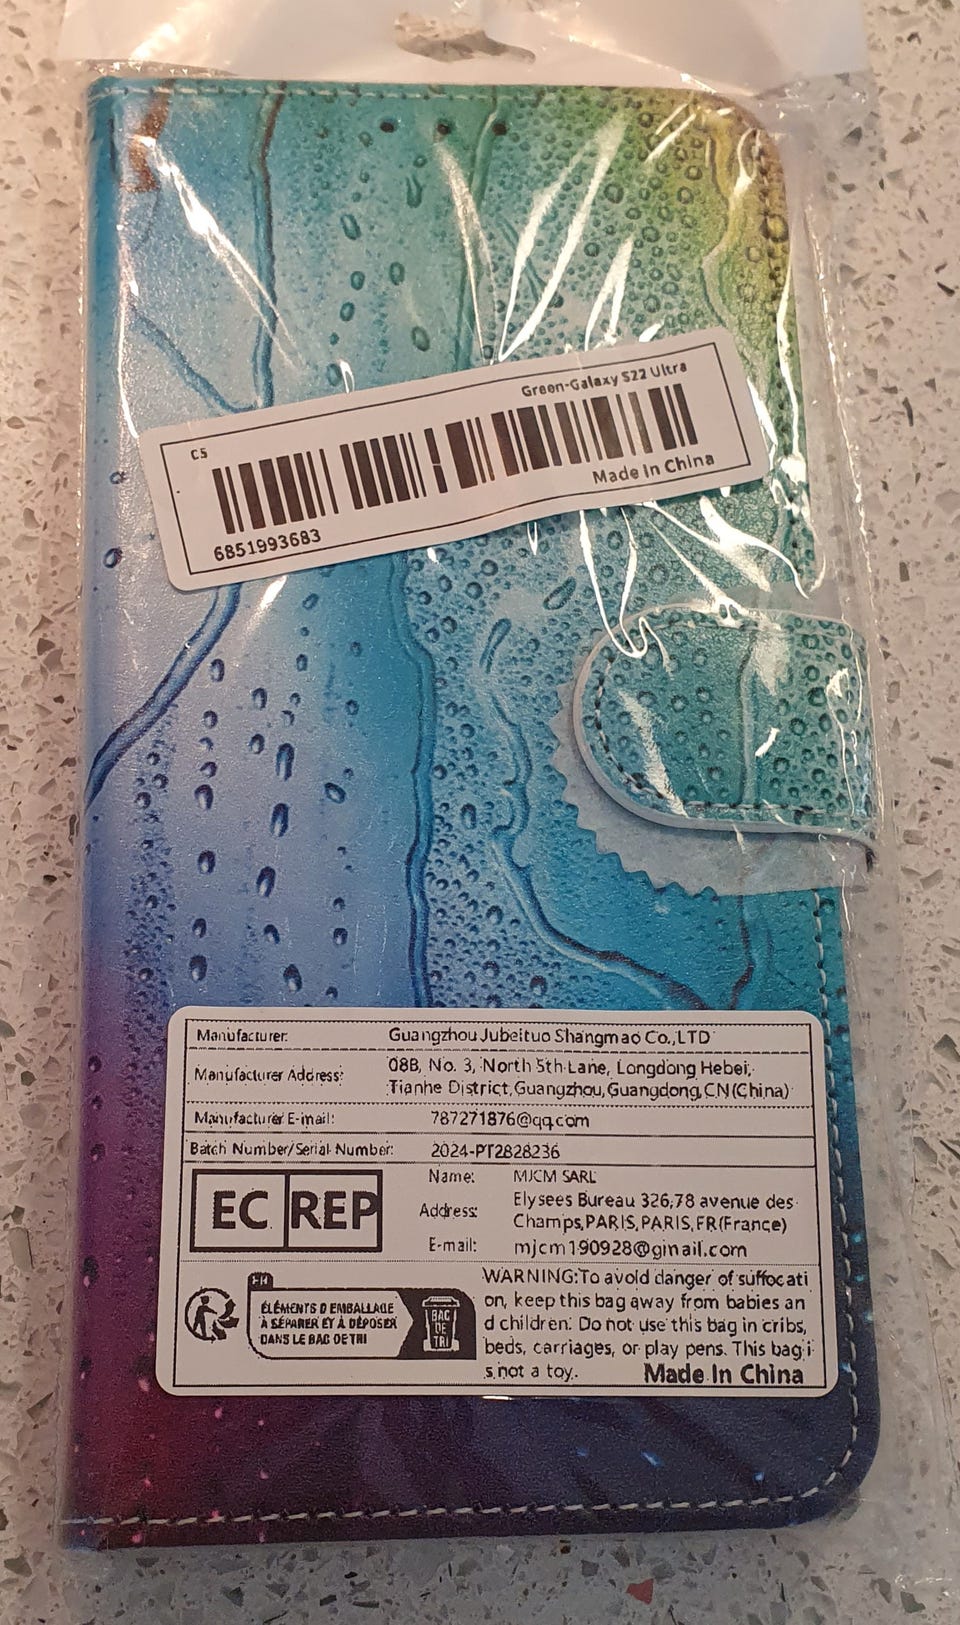 Green-Galaxy S22 Ultra
C5
Made In China
6851993683
Manufacturer: Guangzhou Jubeituo Shangmao Co.,LTD
Manufacturer Address: 08B, No. 3, North 5th Lane, Longdong Hebei,
Tianhe District,Guangzhou,Guangdong,CN(China)
Manufacturer E-mail: 787271876@qq.com
Batch Number/Serial Number: 2024-PT2828236
EC REP
Name: MJCM SARL
Address: Elysees Bureau 326,78 avenue des
Champs,PARIS,PARIS,FR(France)
E-mail: mjcm190928@gmail.com
FR
ÉLÉMENTS D EMBALLAGE
À SÉPARER ET À DÉPOSER
DANS LE BAC DE TRI
BAC
DE
TRI
WARNING:To avoid danger of suffocati
on, keep this bag away from babies an
d children. Do not use this bag in cribs,
beds, carriages, or play pens. This bag i
s not a toy.
Made In China